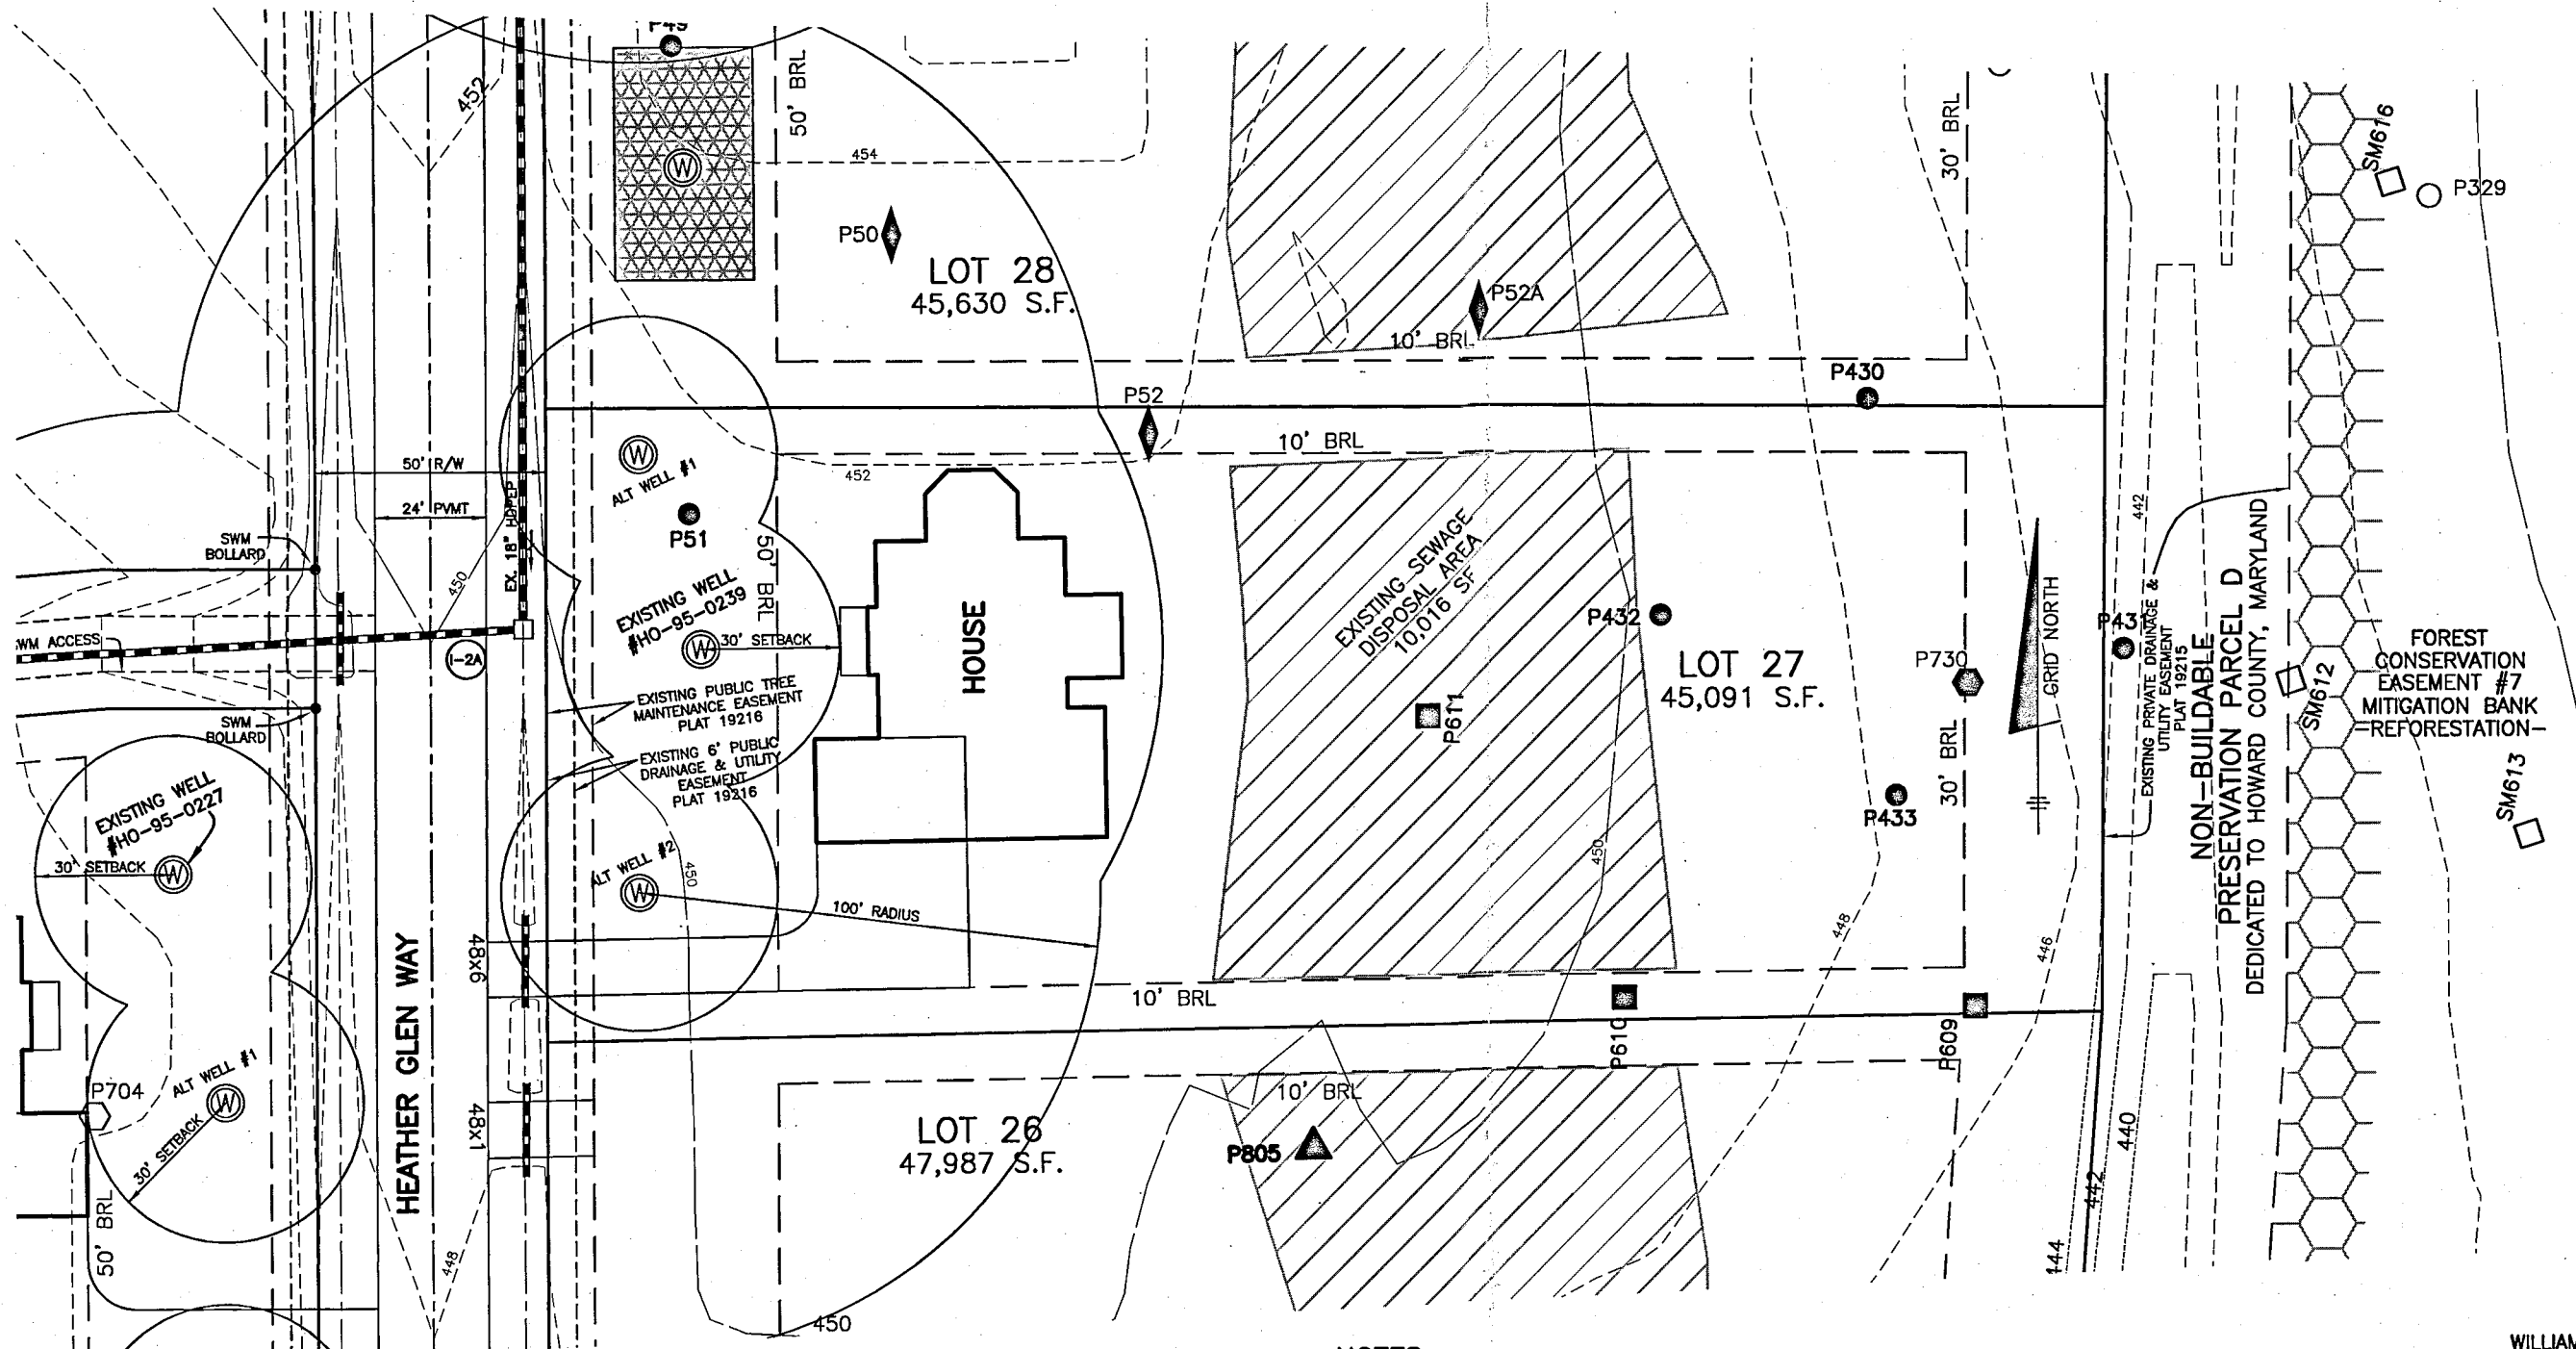 P49
452
50' BRL
454
P50
LOT 28
45,630 S.F.
P52A
10' BRL
30' BRL
SM616
P329
P430
P52
10' BRL
452
50' R/W
24' PVMT
EX. 18" HDPEP
ALT WELL #1
P51
50' BRL
SWM
BOLLARD
450
EXISTING WELL
#HO-95-0239
30' SETBACK
HOUSE
EXISTING SEWAGE
DISPOSAL AREA
10,016 SF
P432
LOT 27
45,091 S.F.
P611
P730
GRID NORTH
P431
442
EXISTING PRIVATE DRAINAGE &
UTILITY EASEMENT
PLAT 19215
NON-BUILDABLE
PRESERVATION PARCEL D
DEDICATED TO HOWARD COUNTY, MARYLAND
SM612
FOREST
CONSERVATION
EASEMENT #7
MITIGATION BANK
-REFORESTATION-
SM613
WM ACCESS
I-2A
EXISTING PUBLIC TREE
MAINTENANCE EASEMENT
PLAT 19216
SWM
BOLLARD
EXISTING 6' PUBLIC
DRAINAGE & UTILITY
EASEMENT
PLAT 19216
P433
30' BRL
EXISTING WELL
#HO-95-0227
30' SETBACK
W
W
W
W
W
W
ALT WELL #2
450
100' RADIUS
450
448
446
HEATHER GLEN WAY
48x6
10' BRL
P610
P609
P704
ALT WELL #1
30' SETBACK
50' BRL
48x1
448
LOT 26
47,987 S.F.
10' BRL
P805
440
442
444
450
NOTES
WILLIAM